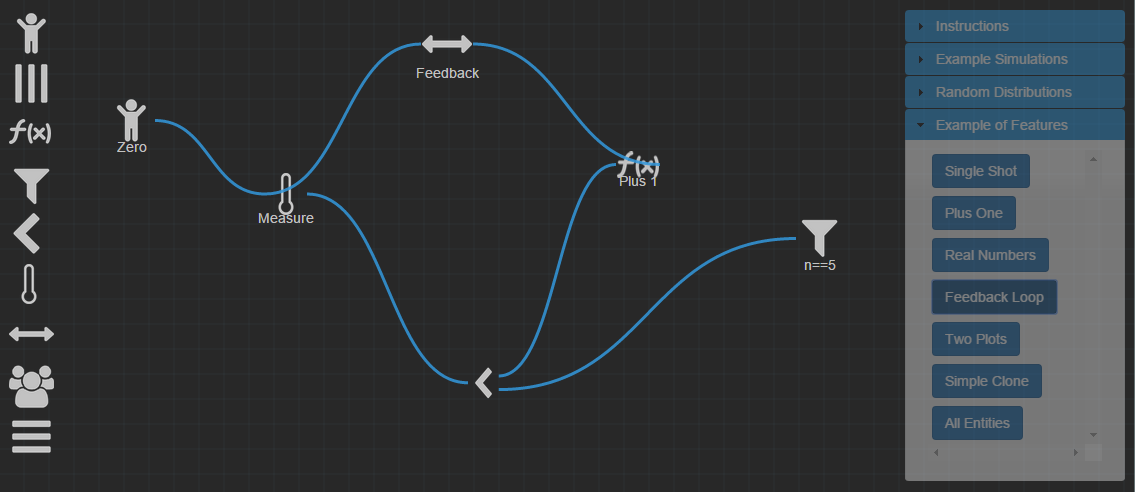 f(x)
Zero
Feedback
Measure
f(x)
Plus 1
n==5
Instructions
Example Simulations
Random Distributions
Example of Features
Single Shot
Plus One
Real Numbers
Feedback Loop
Two Plots
Simple Clone
All Entities